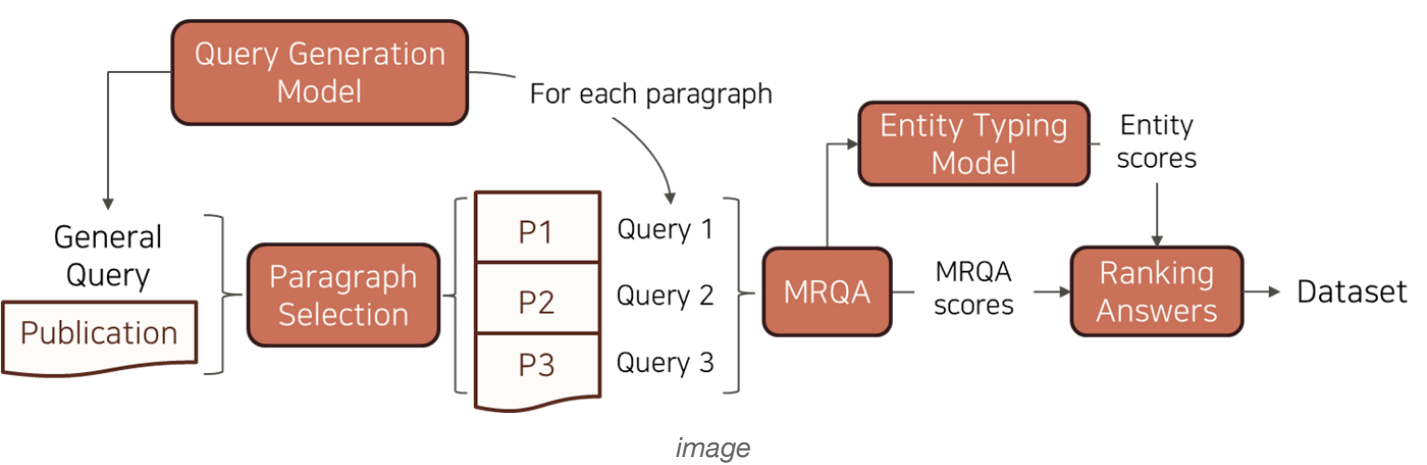 Query Generation
Model
For each paragraph
Entity Typing
Model
Entity
scores
General
Query
Publication
Paragraph
Selection
P1
P2
P3
Query 1
Query 2
Query 3
MRQA
MRQA
scores
Ranking
Answers
Dataset
image